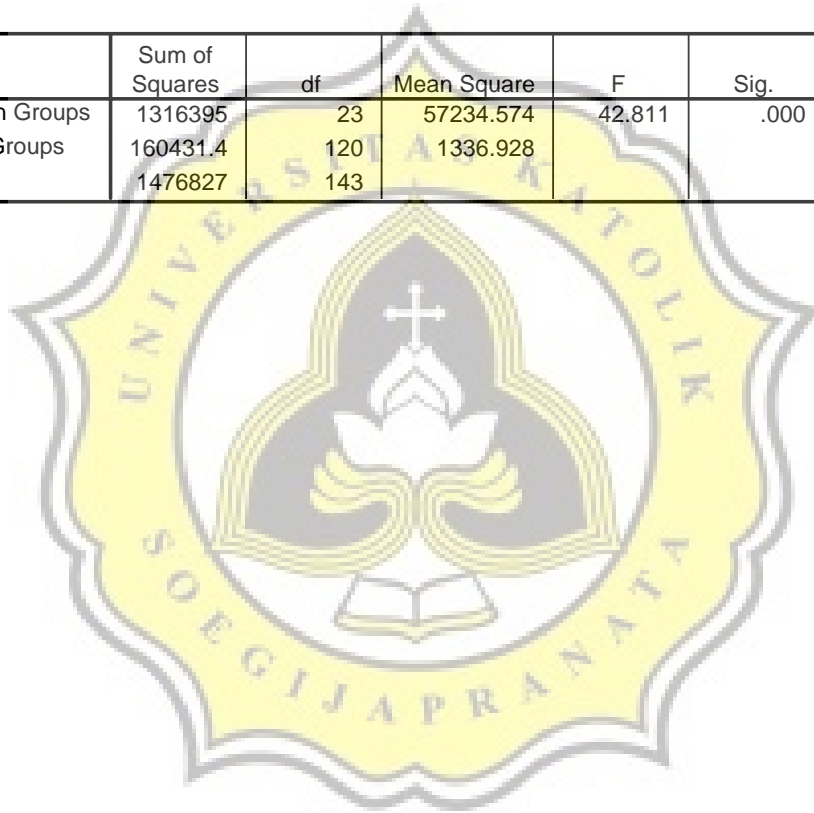 Sum of
Squares df Mean Square F Sig.
n Groups 1316395 23 57234.574 42.811 .000
Groups 160431.4 120 1336.928
1476827 143
UNIVERSITAS KATOLIK
SOEGIJAPRANATA